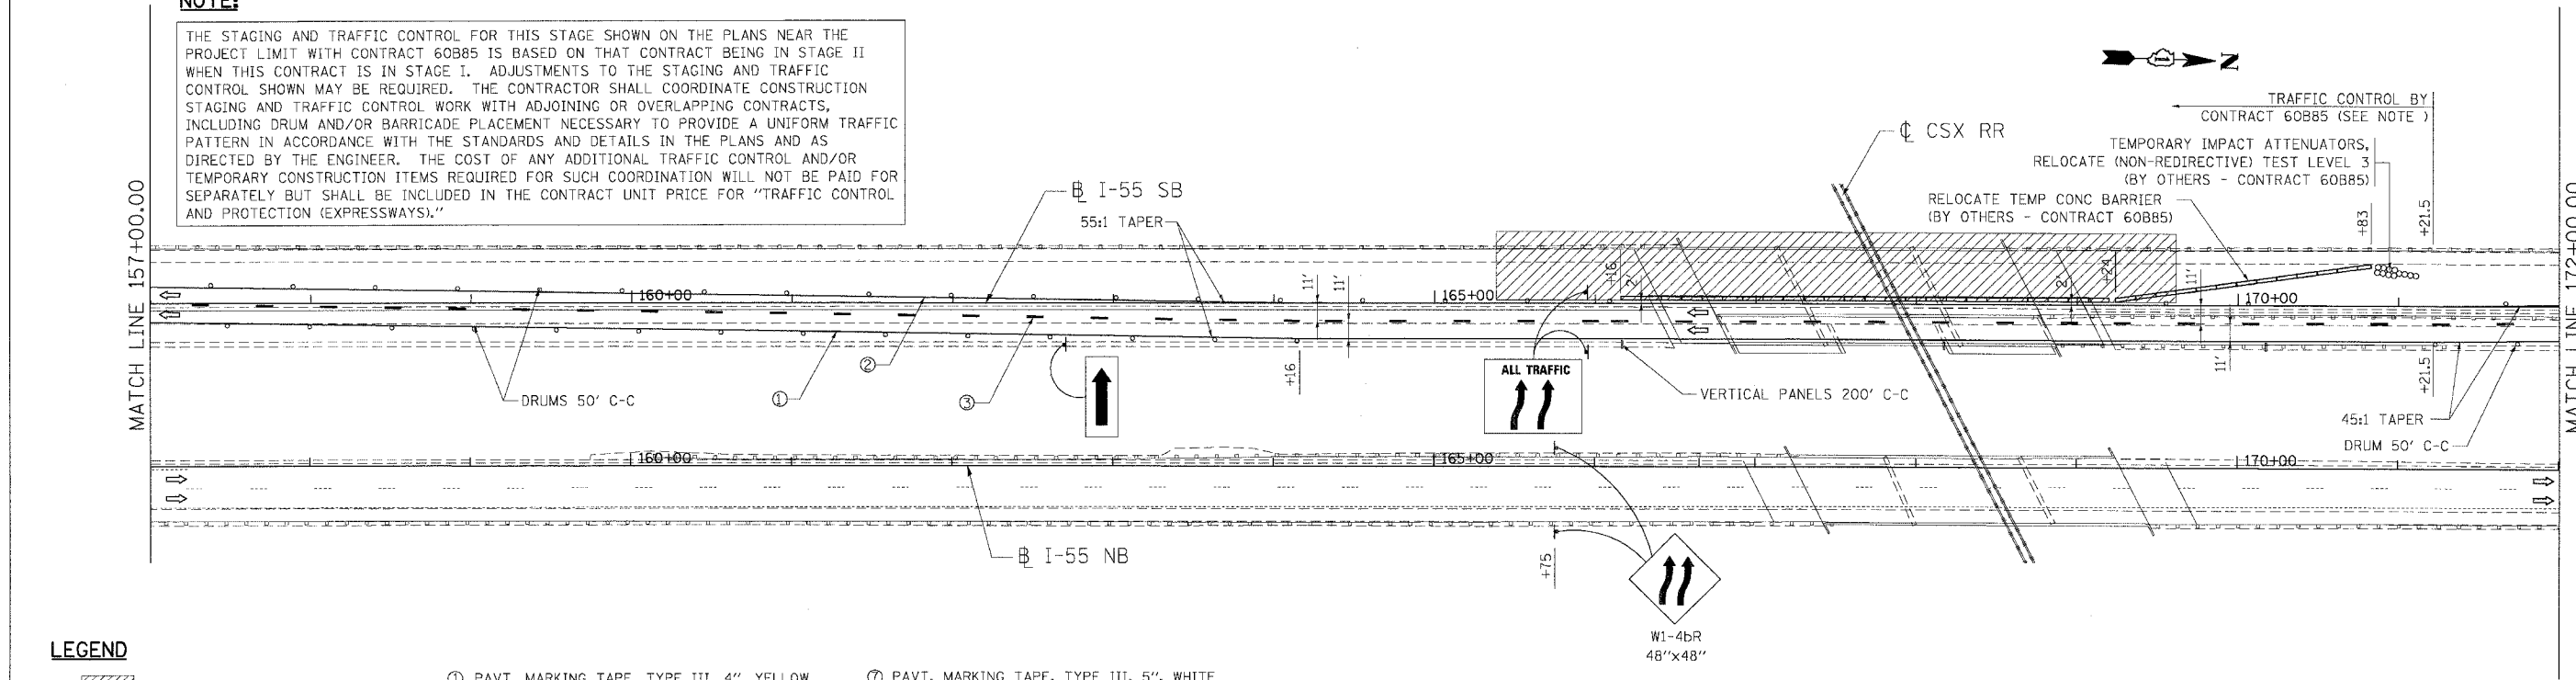 NOTE:
THE STAGING AND TRAFFIC CONTROL FOR THIS STAGE SHOWN ON THE PLANS NEAR THE
PROJECT LIMIT WITH CONTRACT 60B85 IS BASED ON THAT CONTRACT BEING IN STAGE II
WHEN THIS CONTRACT IS IN STAGE I. ADJUSTMENTS TO THE STAGING AND TRAFFIC
CONTROL SHOWN MAY BE REQUIRED. THE CONTRACTOR SHALL COORDINATE CONSTRUCTION
STAGING AND TRAFFIC CONTROL WORK WITH ADJOINING OR OVERLAPPING CONTRACTS,
INCLUDING DRUM AND/OR BARRICADE PLACEMENT NECESSARY TO PROVIDE A UNIFORM TRAFFIC
PATTERN IN ACCORDANCE WITH THE STANDARDS AND DETAILS IN THE PLANS AND AS
DIRECTED BY THE ENGINEER. THE COST OF ANY ADDITIONAL TRAFFIC CONTROL AND/OR
TEMPORARY CONSTRUCTION ITEMS REQUIRED FOR SUCH COORDINATION WILL NOT BE PAID FOR
SEPARATELY BUT SHALL BE INCLUDED IN THE CONTRACT UNIT PRICE FOR "TRAFFIC CONTROL
AND PROTECTION (EXPRESSWAYS)."
N
TRAFFIC CONTROL BY
CONTRACT 60B85 (SEE NOTE )
TEMPORARY IMPACT ATTENUATORS,
RELOCATE (NON-REDIRECTIVE) TEST LEVEL 3
(BY OTHERS - CONTRACT 60B85)
RELOCATE TEMP CONC BARRIER
(BY OTHERS - CONTRACT 60B85)
℄ CSX RR
B̲L I-55 SB
55:1 TAPER
MATCH LINE 157+00.00
MATCH LINE 172+00.00
+83
+21.5
+16
2'
+24
2'
11'
11'
11'
160+00
165+00
170+00
②
①
③
DRUMS 50' C-C
+16
ALL TRAFFIC
VERTICAL PANELS 200' C-C
11'
+21.5
45:1 TAPER
DRUM 50' C-C
160+00
165+00
170+00
B̲L I-55 NB
+75
W1-4bR
48"x48"
LEGEND
① PAVT. MARKING TAPE, TYPE III, 4", YELLOW
⑦ PAVT. MARKING TAPE, TYPE III, 5", WHITE